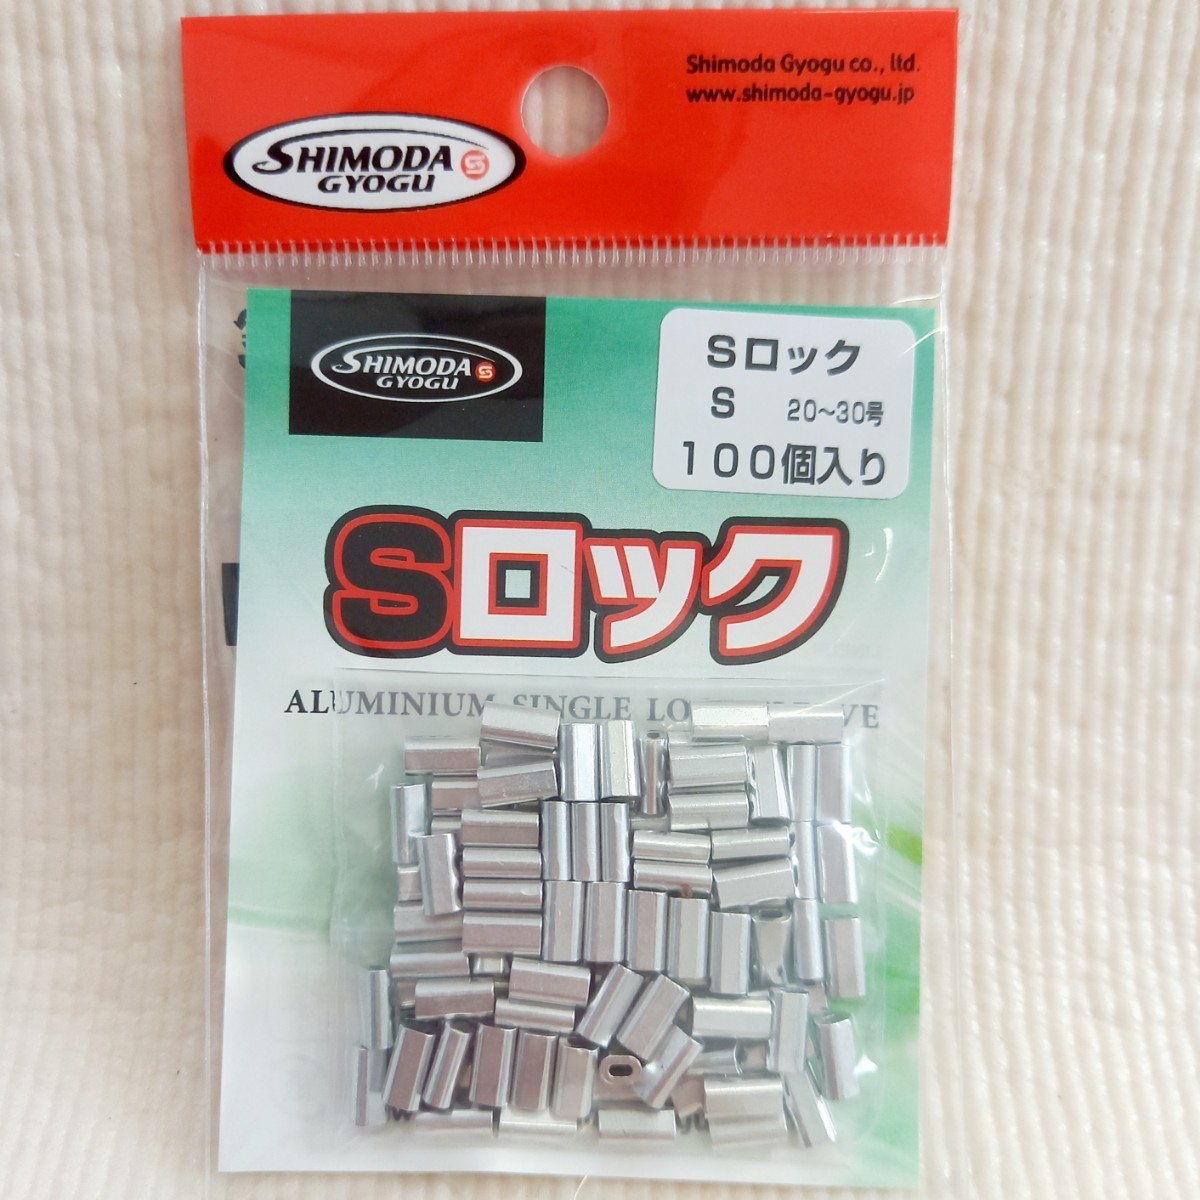 Shimoda Gyogu co., ltd.
www.shimoda-gyogu.jp
SHIMODA S
GYOGU
SHIMODA S
GYOGU
Sロック
S 20～30号
100個入り
Sロック
ALUMINIUM SINGLE